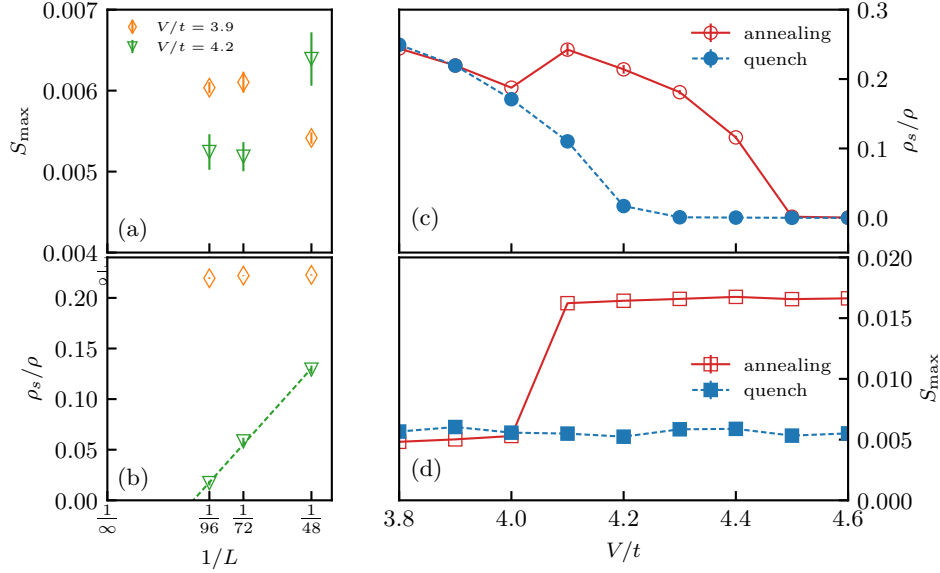 0.007
V/t = 3.9
V/t = 4.2
0.006
S_max
0.005
(a)
0.004
0.20
ρ_s/ρ
0.15
0.10
0.05
(b)
0.00
1/∞
1/96
1/72
1/48
1/L
0.3
annealing
quench
0.2
ρ_s/ρ
0.1
(c)
0.0
0.020
0.015
annealing
quench
S_max
0.010
0.005
(d)
0.000
3.8
4.0
4.2
4.4
4.6
V/t